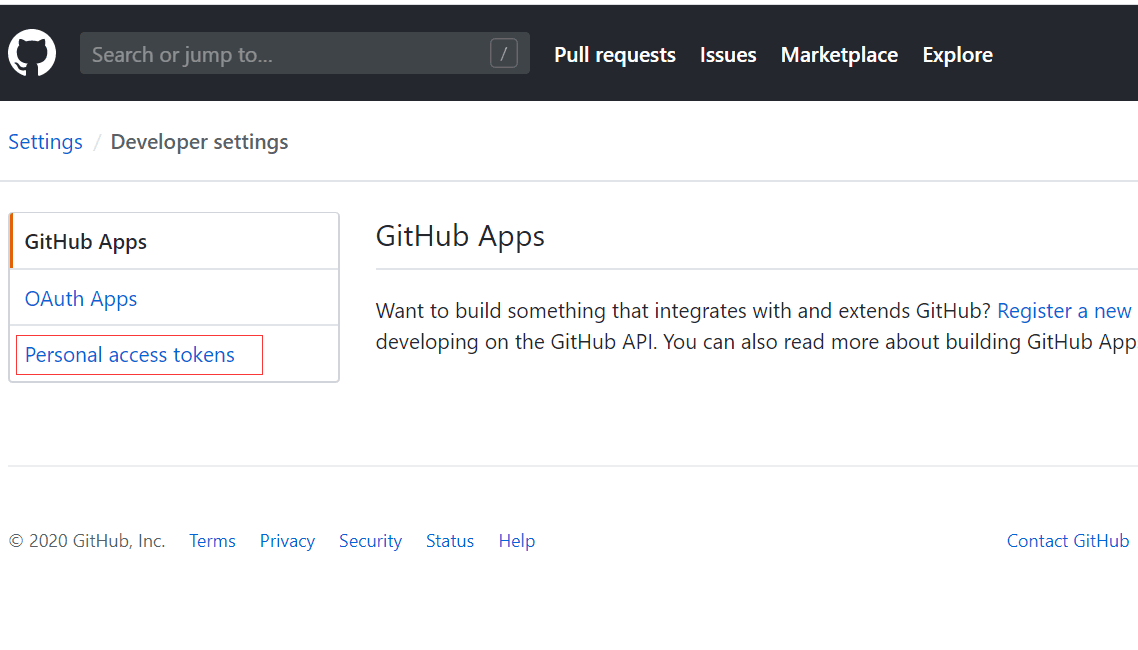 Search or jump to... / Pull requests Issues Marketplace Explore
Settings / Developer settings
GitHub Apps
OAuth Apps
Personal access tokens
GitHub Apps
Want to build something that integrates with and extends GitHub? Register a new
developing on the GitHub API. You can also read more about building GitHub App
© 2020 GitHub, Inc. Terms Privacy Security Status Help Contact GitHub